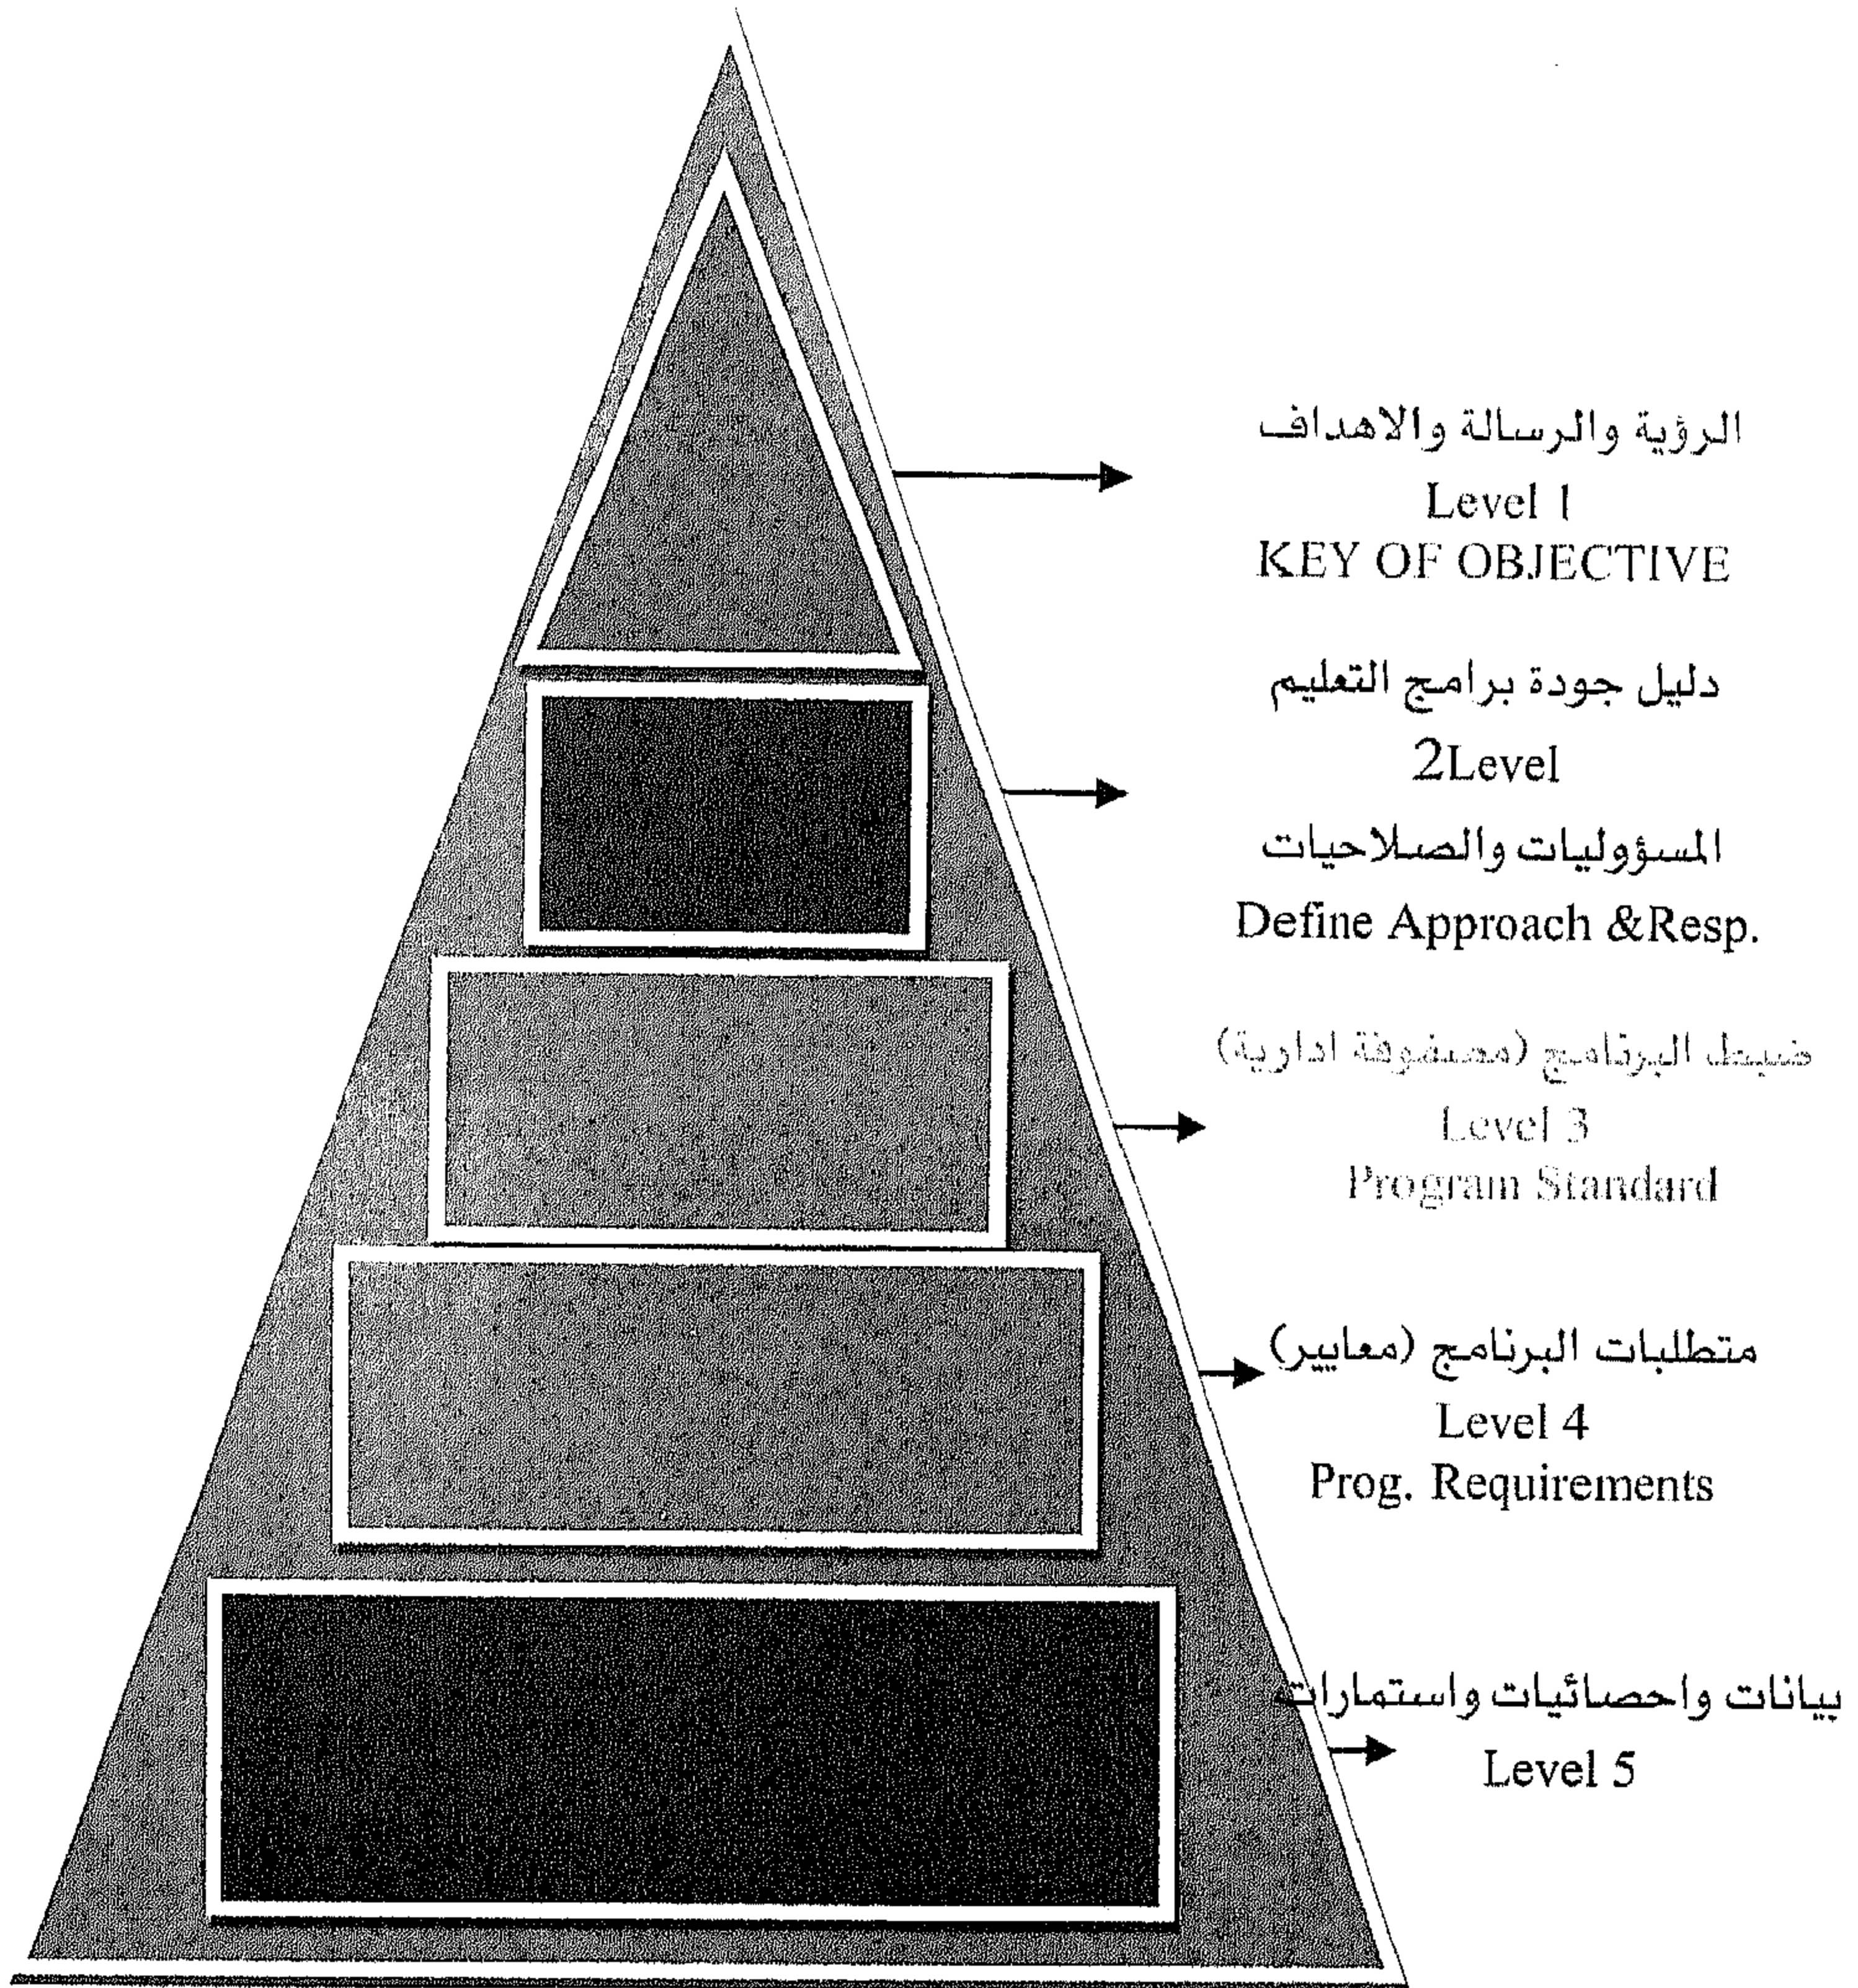 الرؤية والرسالة والاهداف
Level 1
KEY OF OBJECTIVE
دليل جودة برامج التعليم
2Level
المسؤوليات والصلاحيات
Define Approach &Resp.
ضبط البرنامج (مصفوفة ادارية)
Level 3
Program Standard
متطلبات البرنامج (معايير)
Level 4
Prog. Requirements
بيانات واحصائيات واستمارات
Level 5